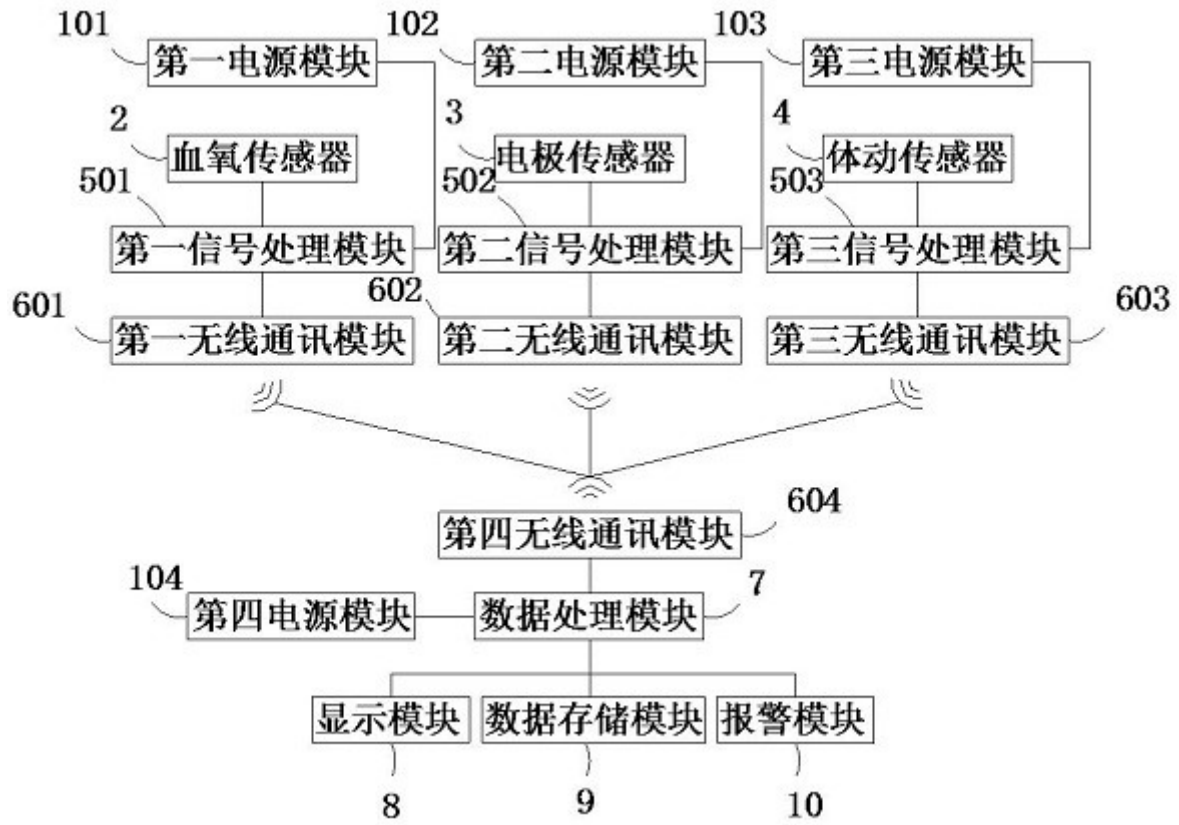 101 第一电源模块 102 第二电源模块 103 第三电源模块
2 血氧传感器 3 电极传感器 4 体动传感器
501 第一信号处理模块 502 第二信号处理模块 503 第三信号处理模块
601 第一无线通讯模块 602 第二无线通讯模块 第三无线通讯模块 603
第四无线通讯模块 604
104 第四电源模块 数据处理模块 7
显示模块 数据存储模块 报警模块
8 9 10